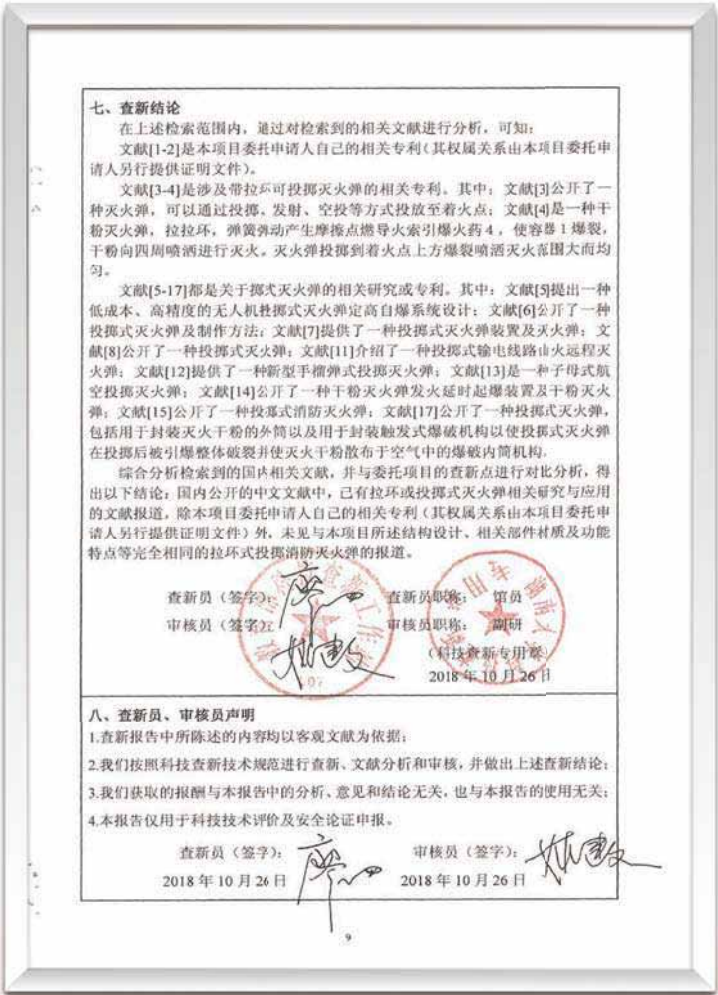 七、查新结论
在上述检索范围内，通过对检索到的相关文献进行分析，可知：
文献[1-2]是本项目委托申请人自己的相关专利（其权属关系由本项目委托申
请人另行提供证明文件）。
文献[3-4]是涉及带拉环可投掷灭火弹的相关专利。其中：文献[3]公开了一
种灭火弹，可以通过投掷、发射、空投等方式投放至着火点；文献[4]是一种干
粉灭火弹，拉拉环，弹簧弹动产生摩擦点燃导火索引爆火药4，使容器1爆裂，
干粉向四周喷洒进行灭火。灭火弹投掷到着火点上方爆裂喷洒灭火范围大而均
匀。
文献[5-17]都是关于掷式灭火弹的相关研究或专利。其中：文献[5]提出一种
低成本、高精度的无人机投掷式灭火弹定高自爆系统设计；文献[6]公开了一种
投掷式灭火弹及制作方法；文献[7]提供了一种投掷式灭火弹装置及灭火弹；文
献[8]公开了一种投掷式灭火弹；文献[11]介绍了一种投掷式输电线路山火远程灭
火弹；文献[12]提供了一种新型手榴弹式投掷灭火弹；文献[13]是一种子母式航
空投掷灭火弹；文献[14]公开了一种干粉灭火弹发火延时起爆装置及干粉灭火
弹；文献[15]公开了一种投掷式消防灭火弹；文献[17]公开了一种投掷式灭火弹，
包括用于封装灭火干粉的外筒以及用于封装触发式爆破机构以使投掷灭火弹
在投掷后被引爆整体破裂并使灭火干粉散布于空气中的爆破内筒机构。
综合分析检索到的国内相关文献，并与委托项目的查新点进行对比分析，得
出以下结论：国内公开的中文文献中，已有拉环或投掷式灭火弹相关研究与应用
的文献报道，除本项目委托申请人自己的相关专利（其权属关系由本项目委托申
请人另行提供证明文件）外，未见与本项目所述结构设计、相关部件材质及功能
特点等完全相同的拉环式投掷消防灭火弹的报道。
查新员（签字）： 查新员职称： 馆员
审核员（签字）： 审核员职称： 副研
（科技查新专用章）
2018年10月26日
八、查新员、审核员声明
1.查新报告中所陈述的内容均以客观文献为依据；
2.我们按照科技查新技术规范进行查新、文献分析和审核，并做出上述查新结论；
3.我们获取的报酬与本报告中的分析、意见和结论无关，也与本报告的使用无关；
4.本报告仅用于科技技术评价及安全论证申报。
查新员（签字）： 审核员（签字）：
2018年10月26日 2018年10月26日
9